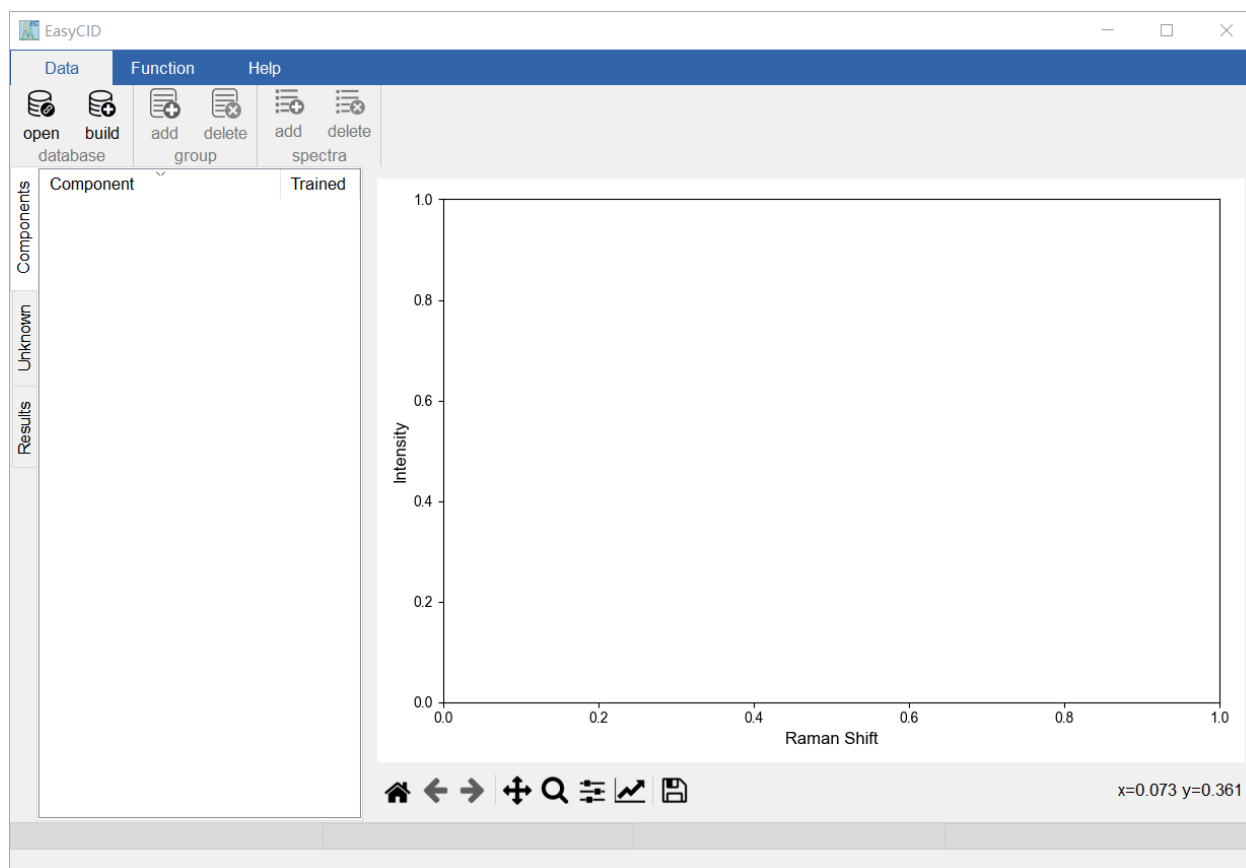 EasyCID
Data Function Help
open build add delete add delete
database group spectra
Components
Unknown
Results
Component Trained
1.0
0.8
0.6
0.4
0.2
0.0
Intensity
0.0 0.2 0.4 0.6 0.8 1.0
Raman Shift
x=0.073 y=0.361